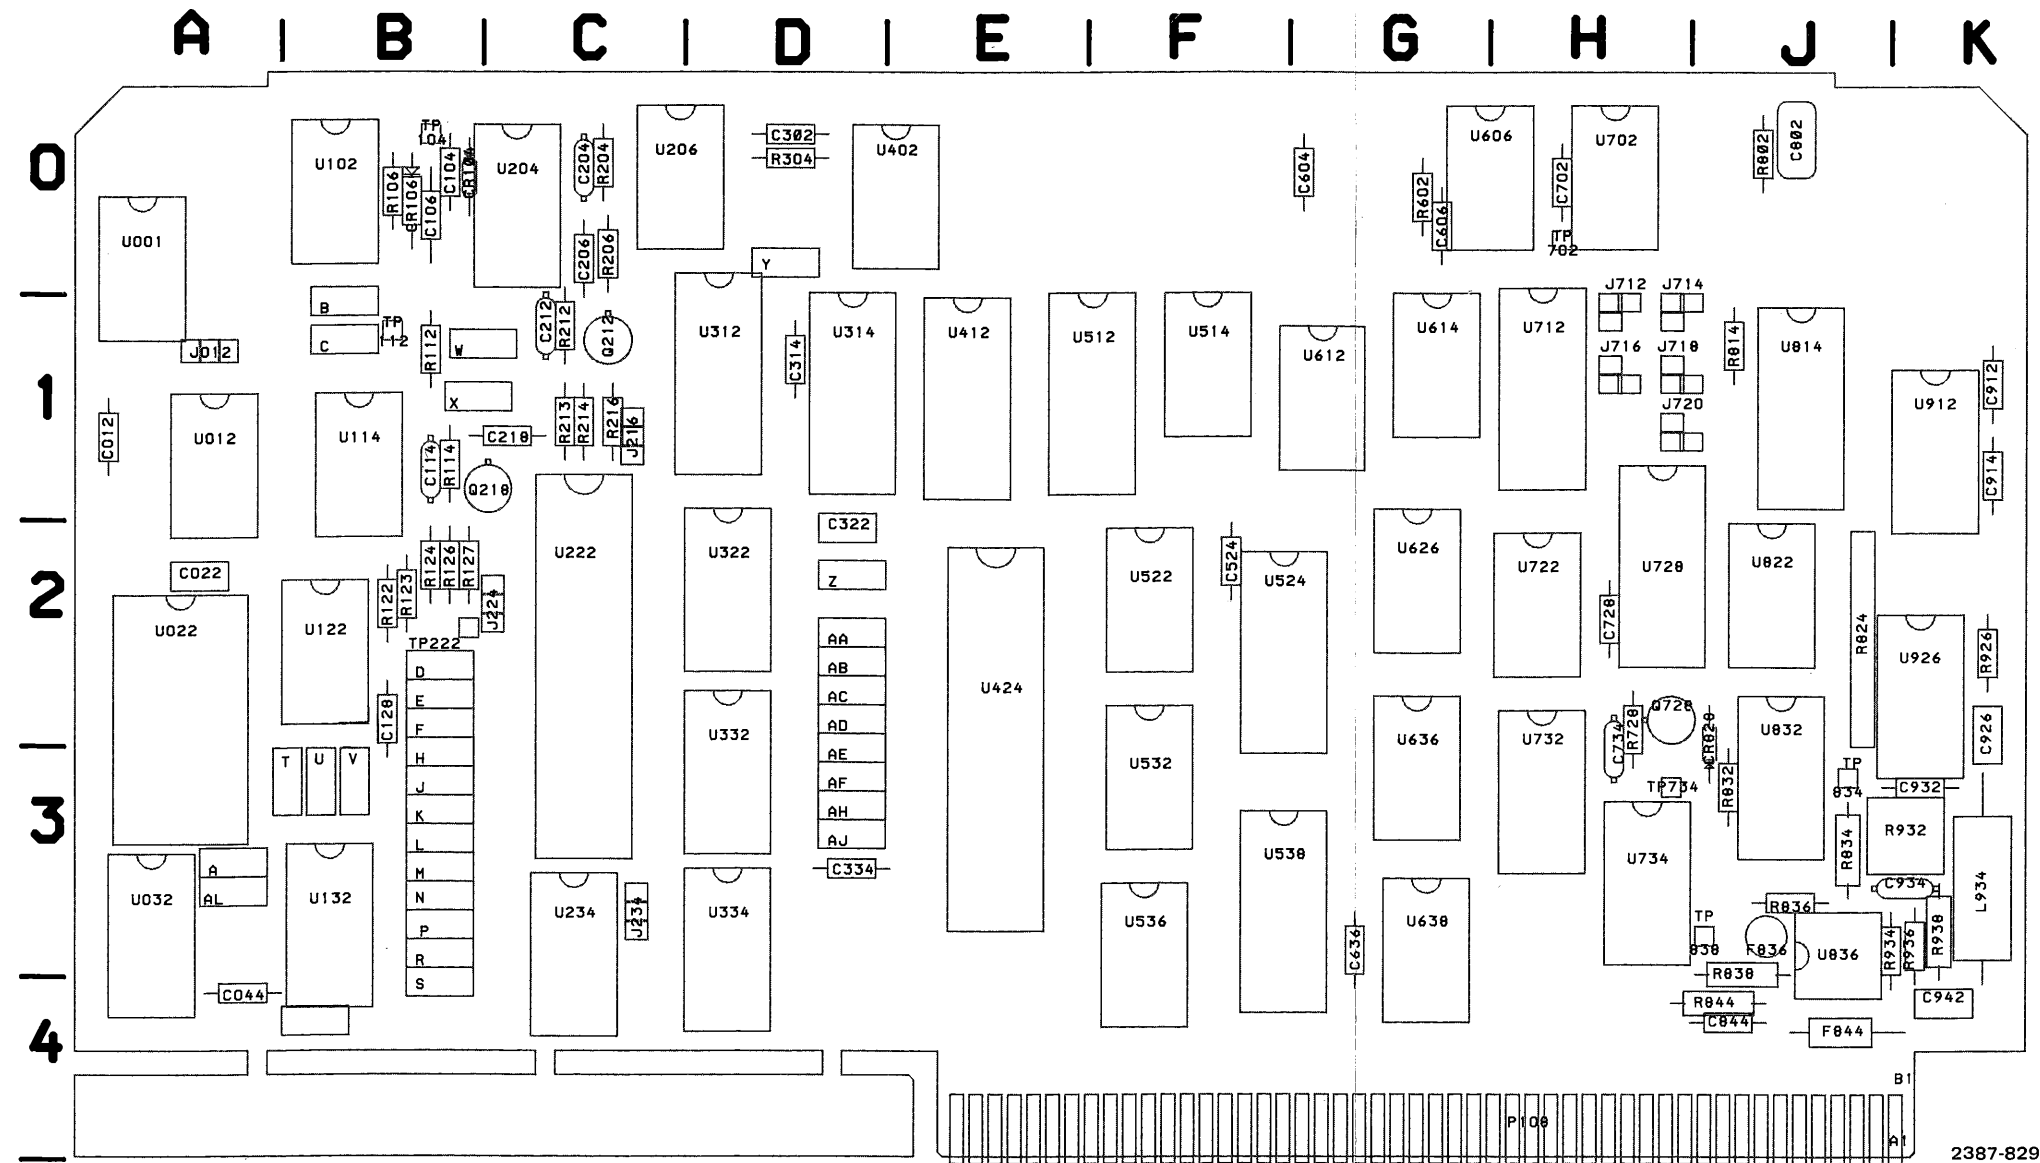 A B C D E F G H J K
0
U001
U102
TP
104
R106
CR106
C106
C104
CR104
U204
C204
R204
C206
R206
U206
C302
R304
Y
U402
C604
R602
C606
U606
C702
TP
702
U702
R802
C802
1
J012
C012
U012
B
C
TP
112
R112
W
X
U114
C114
R114
Q218
C218
C212
R212
Q212
R213
R214
R216
J216
U312
C314
U314
U412
U512
U514
U612
U614
U712
J712
J714
J716
J718
J720
R814
U814
U912
C912
C914
2
C022
U022
U122
R122
R123
R124
R126
R127
J224
TP222
C128
U222
U322
C322
Z
U332
U424
U522
C524
U524
U626
U722
C728
U728
U822
R824
U926
R926
C926
D
E
F
H
J
K
L
M
N
P
R
S
AA
AB
AC
AD
AE
AF
AH
AJ
3
T
U
V
A
AL
U032
U132
U234
J234
U334
C334
U532
U536
U538
C636
U636
U638
U732
C734
R728
Q728
CR828
R832
TP734
U734
U832
TP
834
R834
C932
R932
C934
L934
TP
838
R836
F836
U836
R934
R936
R938
R838
4
C044
R844
C844
F844
C942
B1
P108
A1
2387-829